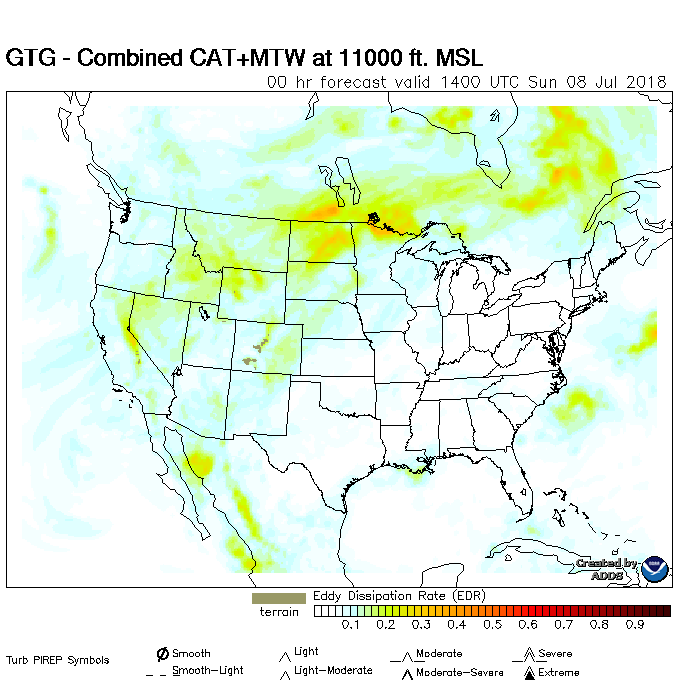 GTG - Combined CAT+MTW at 11000 ft. MSL
00 hr forecast valid 1400 UTC Sun 08 Jul 2018
Created by
ADDS
Eddy Dissipation Rate (EDR)
terrain
0.1 0.2 0.3 0.4 0.5 0.6 0.7 0.8 0.9
Turb PIREP Symbols
Smooth Light Moderate Severe
Smooth-Light Light-Moderate Moderate-Severe Extreme